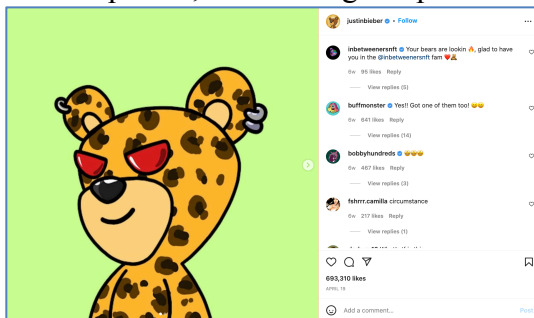 justinbieber • Follow
inbetweenersnft Your bears are lookin 🔥, glad to have
you in the @inbetweenersnft fam ❤️🧸
6w 96 likes Reply
View replies (5)
buffmonster Yes!! Got one of them too! 😄😄
6w 641 likes Reply
View replies (14)
bobbyhundreds
6w 467 likes Reply
View replies (3)
fshrrr.camilla circumstance
6w 217 likes Reply
View replies (1)
693,310 likes
APRIL 19
Add a comment...
Post